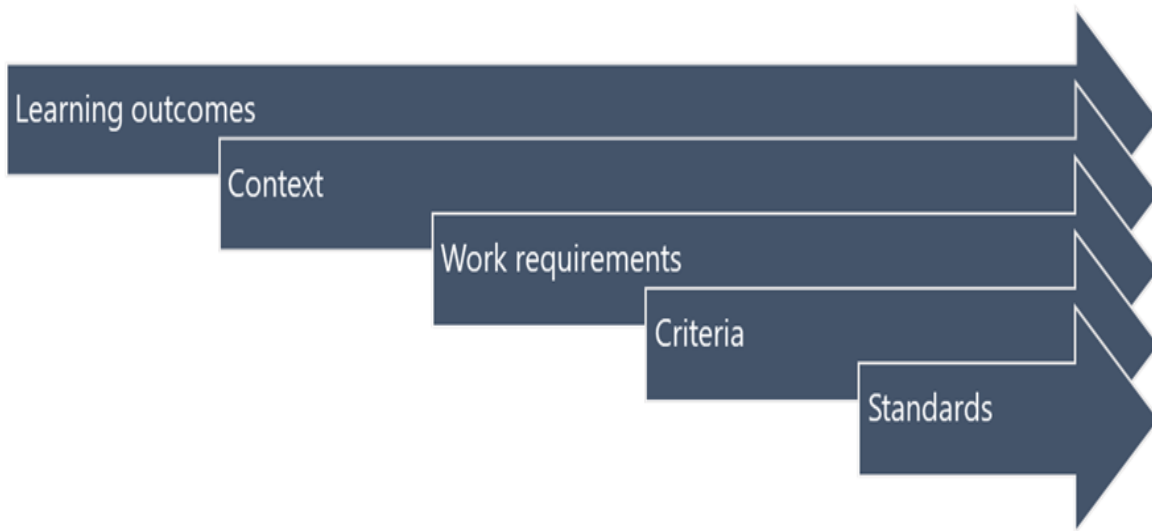 Learning outcomes
Context
Work requirements
Criteria
Standards